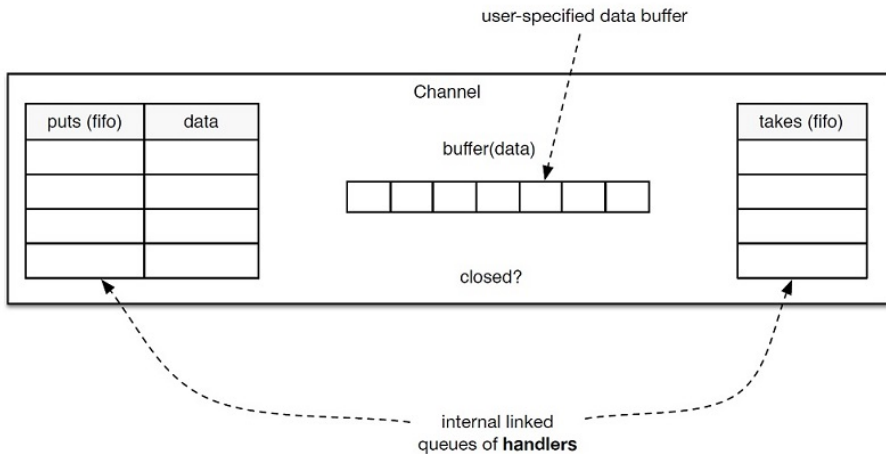 user-specified data buffer
Channel
puts (fifo) data
takes (fifo)
buffer(data)
closed?
internal linked
queues of handlers